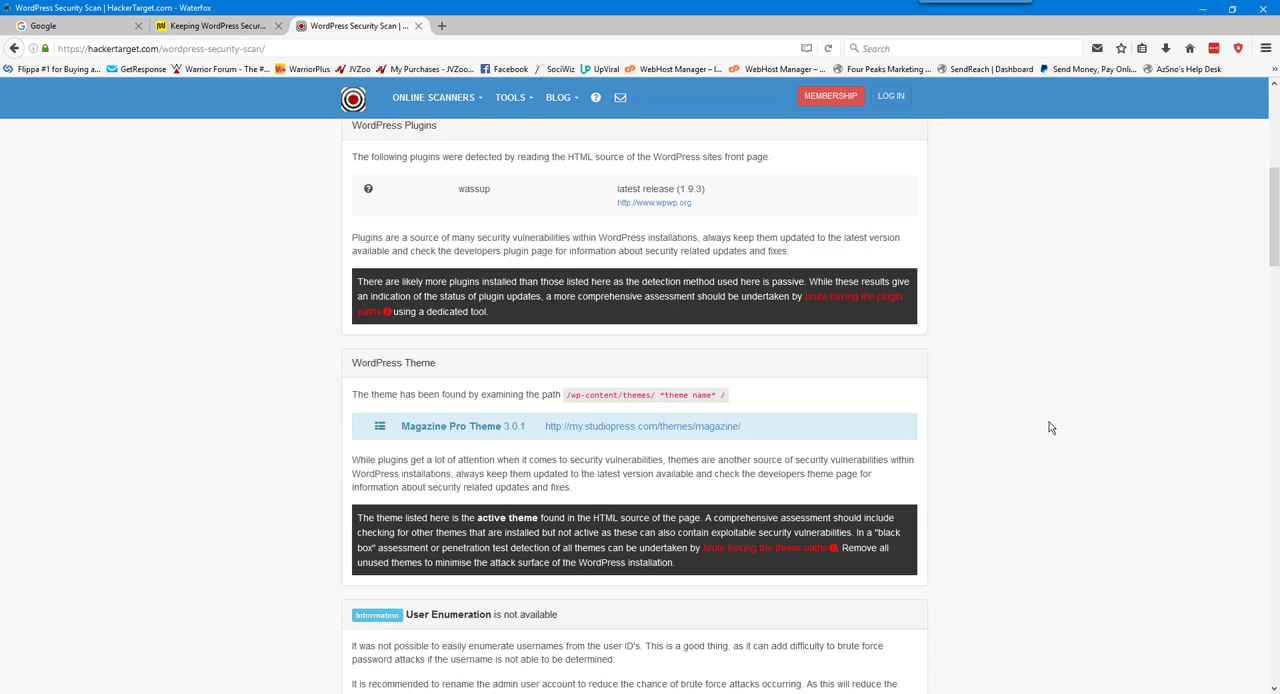 WordPress Security Scan | HackerTarget.com - Waterfox
Google
Keeping WordPress Secur...
WordPress Security Scan | ...
https://hackertarget.com/wordpress-security-scan/
Search
Flippa #1 for Buying a...
GetResponse
Warrior Forum - The #...
WarriorPlus
JVZoo
My Purchases - JVZoo...
Facebook
SociWiz
UpViral
WebHost Manager – I...
WebHost Manager – ...
Four Peaks Marketing ...
SendReach | Dashboard
Send Money, Pay Onli...
AzSno's Help Desk
ONLINE SCANNERS
TOOLS
BLOG
MEMBERSHIP
LOG IN
WordPress Plugins
The following plugins were detected by reading the HTML source of the WordPress sites front page.
wassup
latest release (1.9.3)
http://www.wpwp.org
Plugins are a source of many security vulnerabilities within WordPress installations, always keep them updated to the latest version
available and check the developers plugin page for information about security related updates and fixes.
There are likely more plugins installed than those listed here as the detection method used here is passive. While these results give
an indication of the status of plugin updates, a more comprehensive assessment should be undertaken by brute forcing the plugin
paths using a dedicated tool.
WordPress Theme
The theme has been found by examining the path /wp-content/themes/ *theme name* /
Magazine Pro Theme 3.0.1 http://my.studiopress.com/themes/magazine/
While plugins get a lot of attention when it comes to security vulnerabilities, themes are another source of security vulnerabilities within
WordPress installations, always keep them updated to the latest version available and check the developers theme page for
information about security related updates and fixes.
The theme listed here is the active theme found in the HTML source of the page. A comprehensive assessment should include
checking for other themes that are installed but not active as these can also contain exploitable security vulnerabilities. In a "black
box" assessment or penetration test detection of all themes can be undertaken by brute forcing the theme paths. Remove all
unused themes to minimise the attack surface of the WordPress installation.
Information User Enumeration is not available
It was not possible to easily enumerate usernames from the user ID's. This is a good thing, as it can add difficulty to brute force
password attacks if the username is not able to be determined.
It is recommended to rename the admin user account to reduce the chance of brute force attacks occurring. As this will reduce the